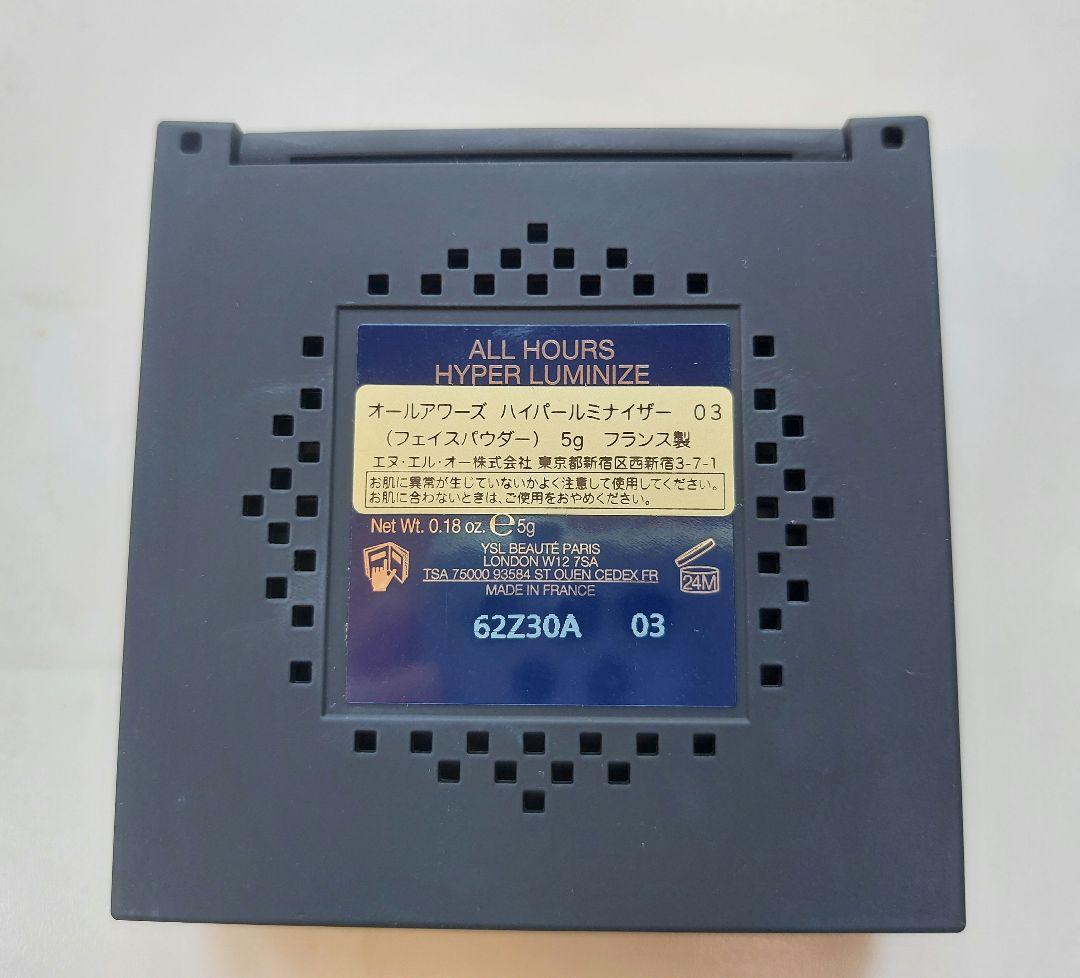 ALL HOURS
HYPER LUMINIZE
オールアワーズ ハイパールミナイザー 03
（フェイスパウダー） 5g フランス製
エヌ・エル・オー株式会社 東京都新宿区西新宿3-7-1
お肌に異常が生じていないかよく注意して使用してください。
お肌に合わないときは、ご使用をおやめください。
Net Wt. 0.18 oz. e 5g
YSL BEAUTÉ PARIS
LONDON W12 7SA
TSA 75000 93584 ST OUEN CEDEX FR
MADE IN FRANCE
24M
62Z30A 03